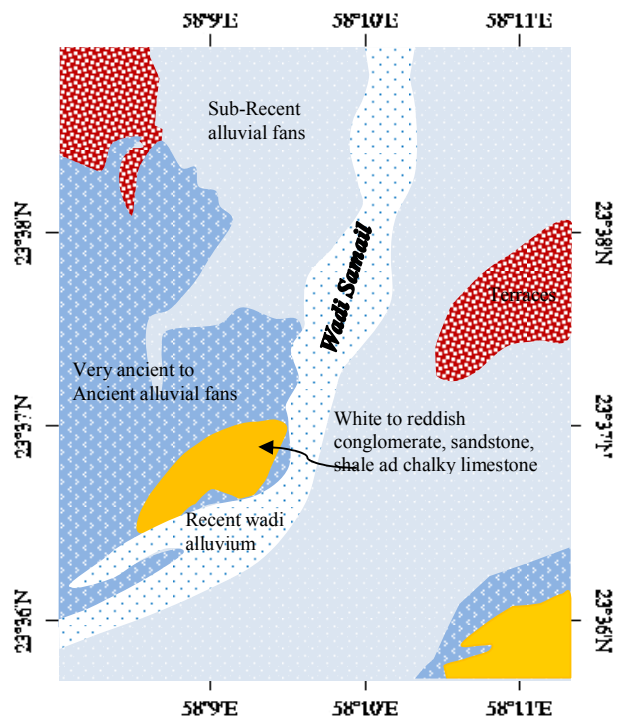 58°9'E 58°10'E 58°11'E
Sub-Recent
alluvial fans
23°38'N 23°38'N
Wadi Samail
Terraces
Very ancient to
Ancient alluvial fans
White to reddish
conglomerate, sandstone,
shale ad chalky limestone
23°37'N 23°37'N
Recent wadi
alluvium
23°36'N 23°36'N
58°9'E 58°10'E 58°11'E